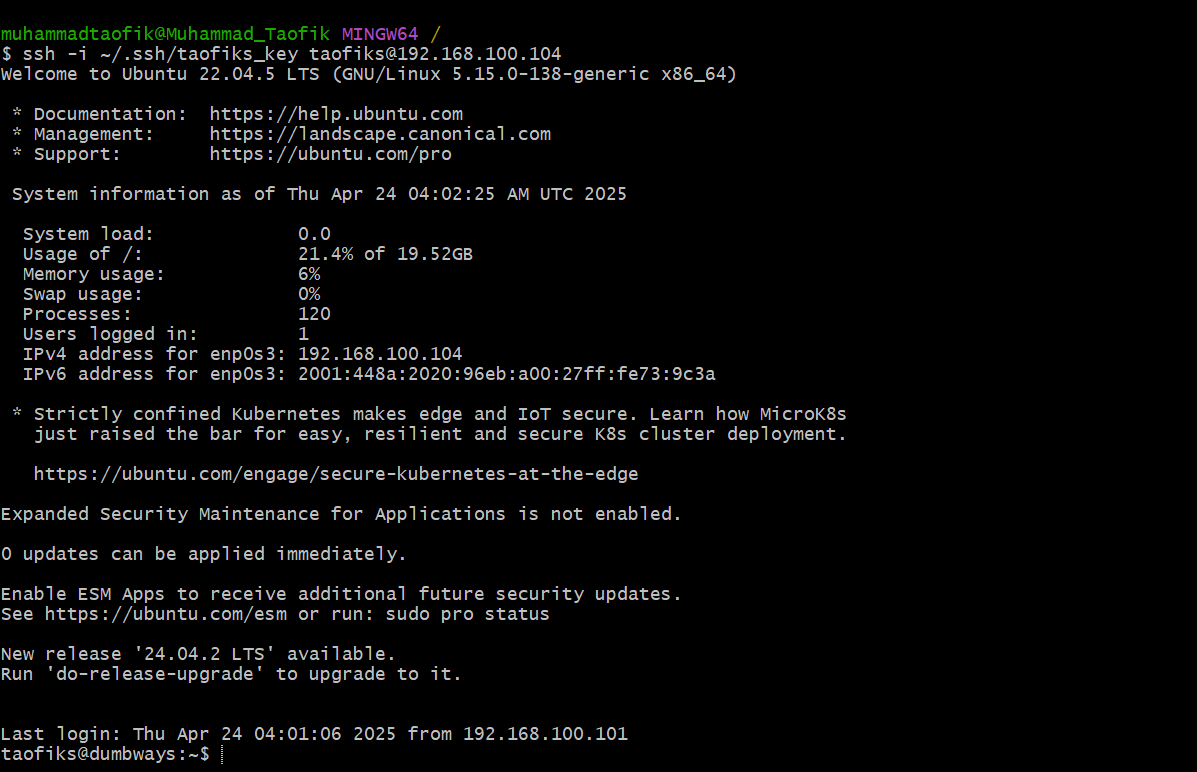 muhammadtaofik@Muhammad_Taofik MINGW64 /
$ ssh -i ~/.ssh/taofiks_key taofiks@192.168.100.104
Welcome to Ubuntu 22.04.5 LTS (GNU/Linux 5.15.0-138-generic x86_64)
* Documentation:  https://help.ubuntu.com
* Management:     https://landscape.canonical.com
* Support:        https://ubuntu.com/pro
System information as of Thu Apr 24 04:02:25 AM UTC 2025
System load:             0.0
Usage of /:              21.4% of 19.52GB
Memory usage:            6%
Swap usage:              0%
Processes:               120
Users logged in:         1
IPv4 address for enp0s3: 192.168.100.104
IPv6 address for enp0s3: 2001:448a:2020:96eb:a00:27ff:fe73:9c3a
* Strictly confined Kubernetes makes edge and IoT secure. Learn how MicroK8s
just raised the bar for easy, resilient and secure K8s cluster deployment.
https://ubuntu.com/engage/secure-kubernetes-at-the-edge
Expanded Security Maintenance for Applications is not enabled.
0 updates can be applied immediately.
Enable ESM Apps to receive additional future security updates.
See https://ubuntu.com/esm or run: sudo pro status
New release '24.04.2 LTS' available.
Run 'do-release-upgrade' to upgrade to it.
Last login: Thu Apr 24 04:01:06 2025 from 192.168.100.101
taofiks@dumbways:~$